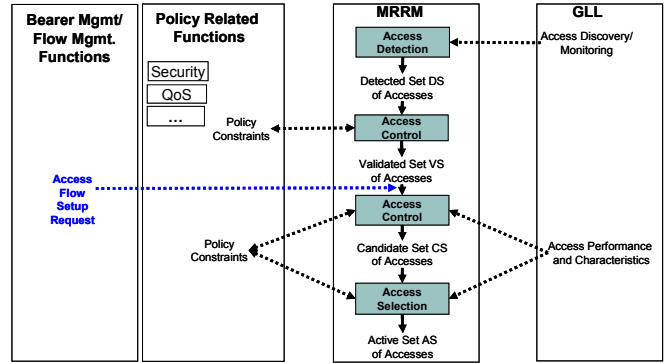 Bearer Mgmt/
Flow Mgmt.
Functions
Policy Related
Functions
MRRM
GLL
Security
QoS
...
Access
Detection
Access Discovery/
Monitoring
Detected Set DS
of Accesses
Policy
Constraints
Access
Control
Validated Set VS
of Accesses
Access
Flow
Setup
Request
Access
Control
Policy
Constraints
Candidate Set CS
of Accesses
Access Performance
and Characteristics
Access
Selection
Active Set AS
of Accesses